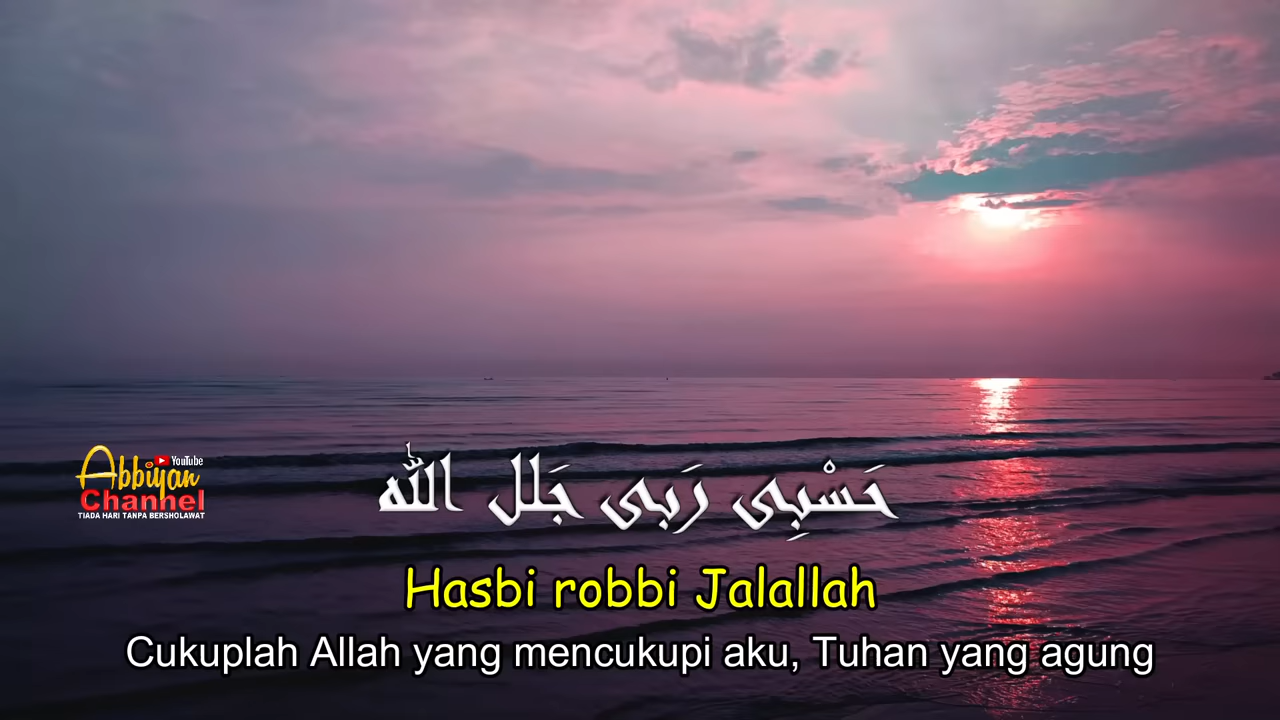 Abbiyan
YouTube
Channel
TIADA HARI TANPA BERSHOLAWAT
حَسْبِى رَبِى جَلل الله
Hasbi robbi Jalallah
Cukuplah Allah yang mencukupi aku, Tuhan yang agung